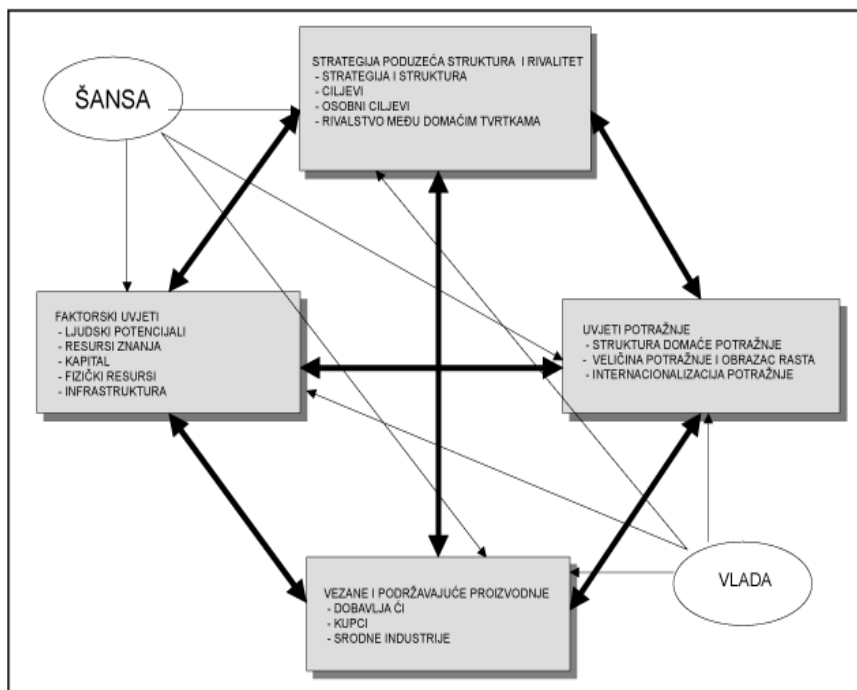 STRATEGIJA PODUZEĆA STRUKTURA I RIVALITET
- STRATEGIJA I STRUKTURA
- CILJEVI
- OSOBNI CILJEVI
- RIVALSTVO MEĐU DOMAĆIM TVRTKAMA
ŠANSA
FAKTORSKI UVJETI
- LJUDSKI POTENCIJALI
- RESURSI ZNANJA
- KAPITAL
- FIZIČKI RESURSI
- INFRASTRUKTURA
UVJETI POTRAŽNJE
- STRUKTURA DOMAĆE POTRAŽNJE
- VELIČINA POTRAŽNJE I OBRAZAC RASTA
- INTERNACIONALIZACIJA POTRAŽNJE
VEZANE I PODRŽAVAJUĆE PROIZVODNJE
- DOBAVLJA ĆI
- KUPCI
- SRODNE INDUSTRIJE
VLADA